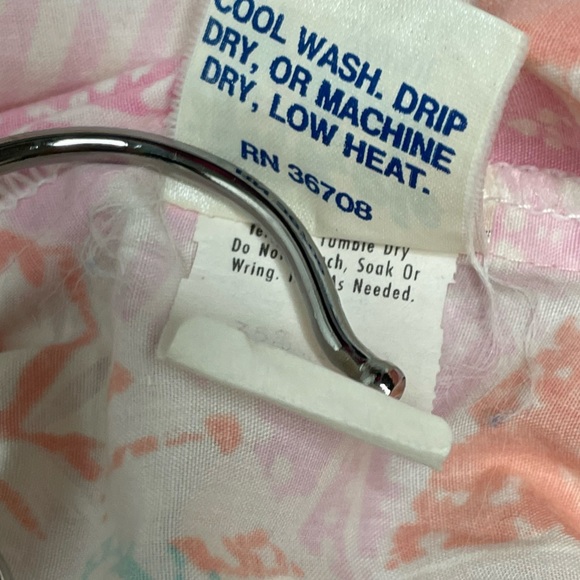 COOL WASH. DRIP
DRY, OR MACHINE
DRY, LOW HEAT.
RN 36708
Tumble Dry
Do Not ch, Soak Or
Wring. s Needed.